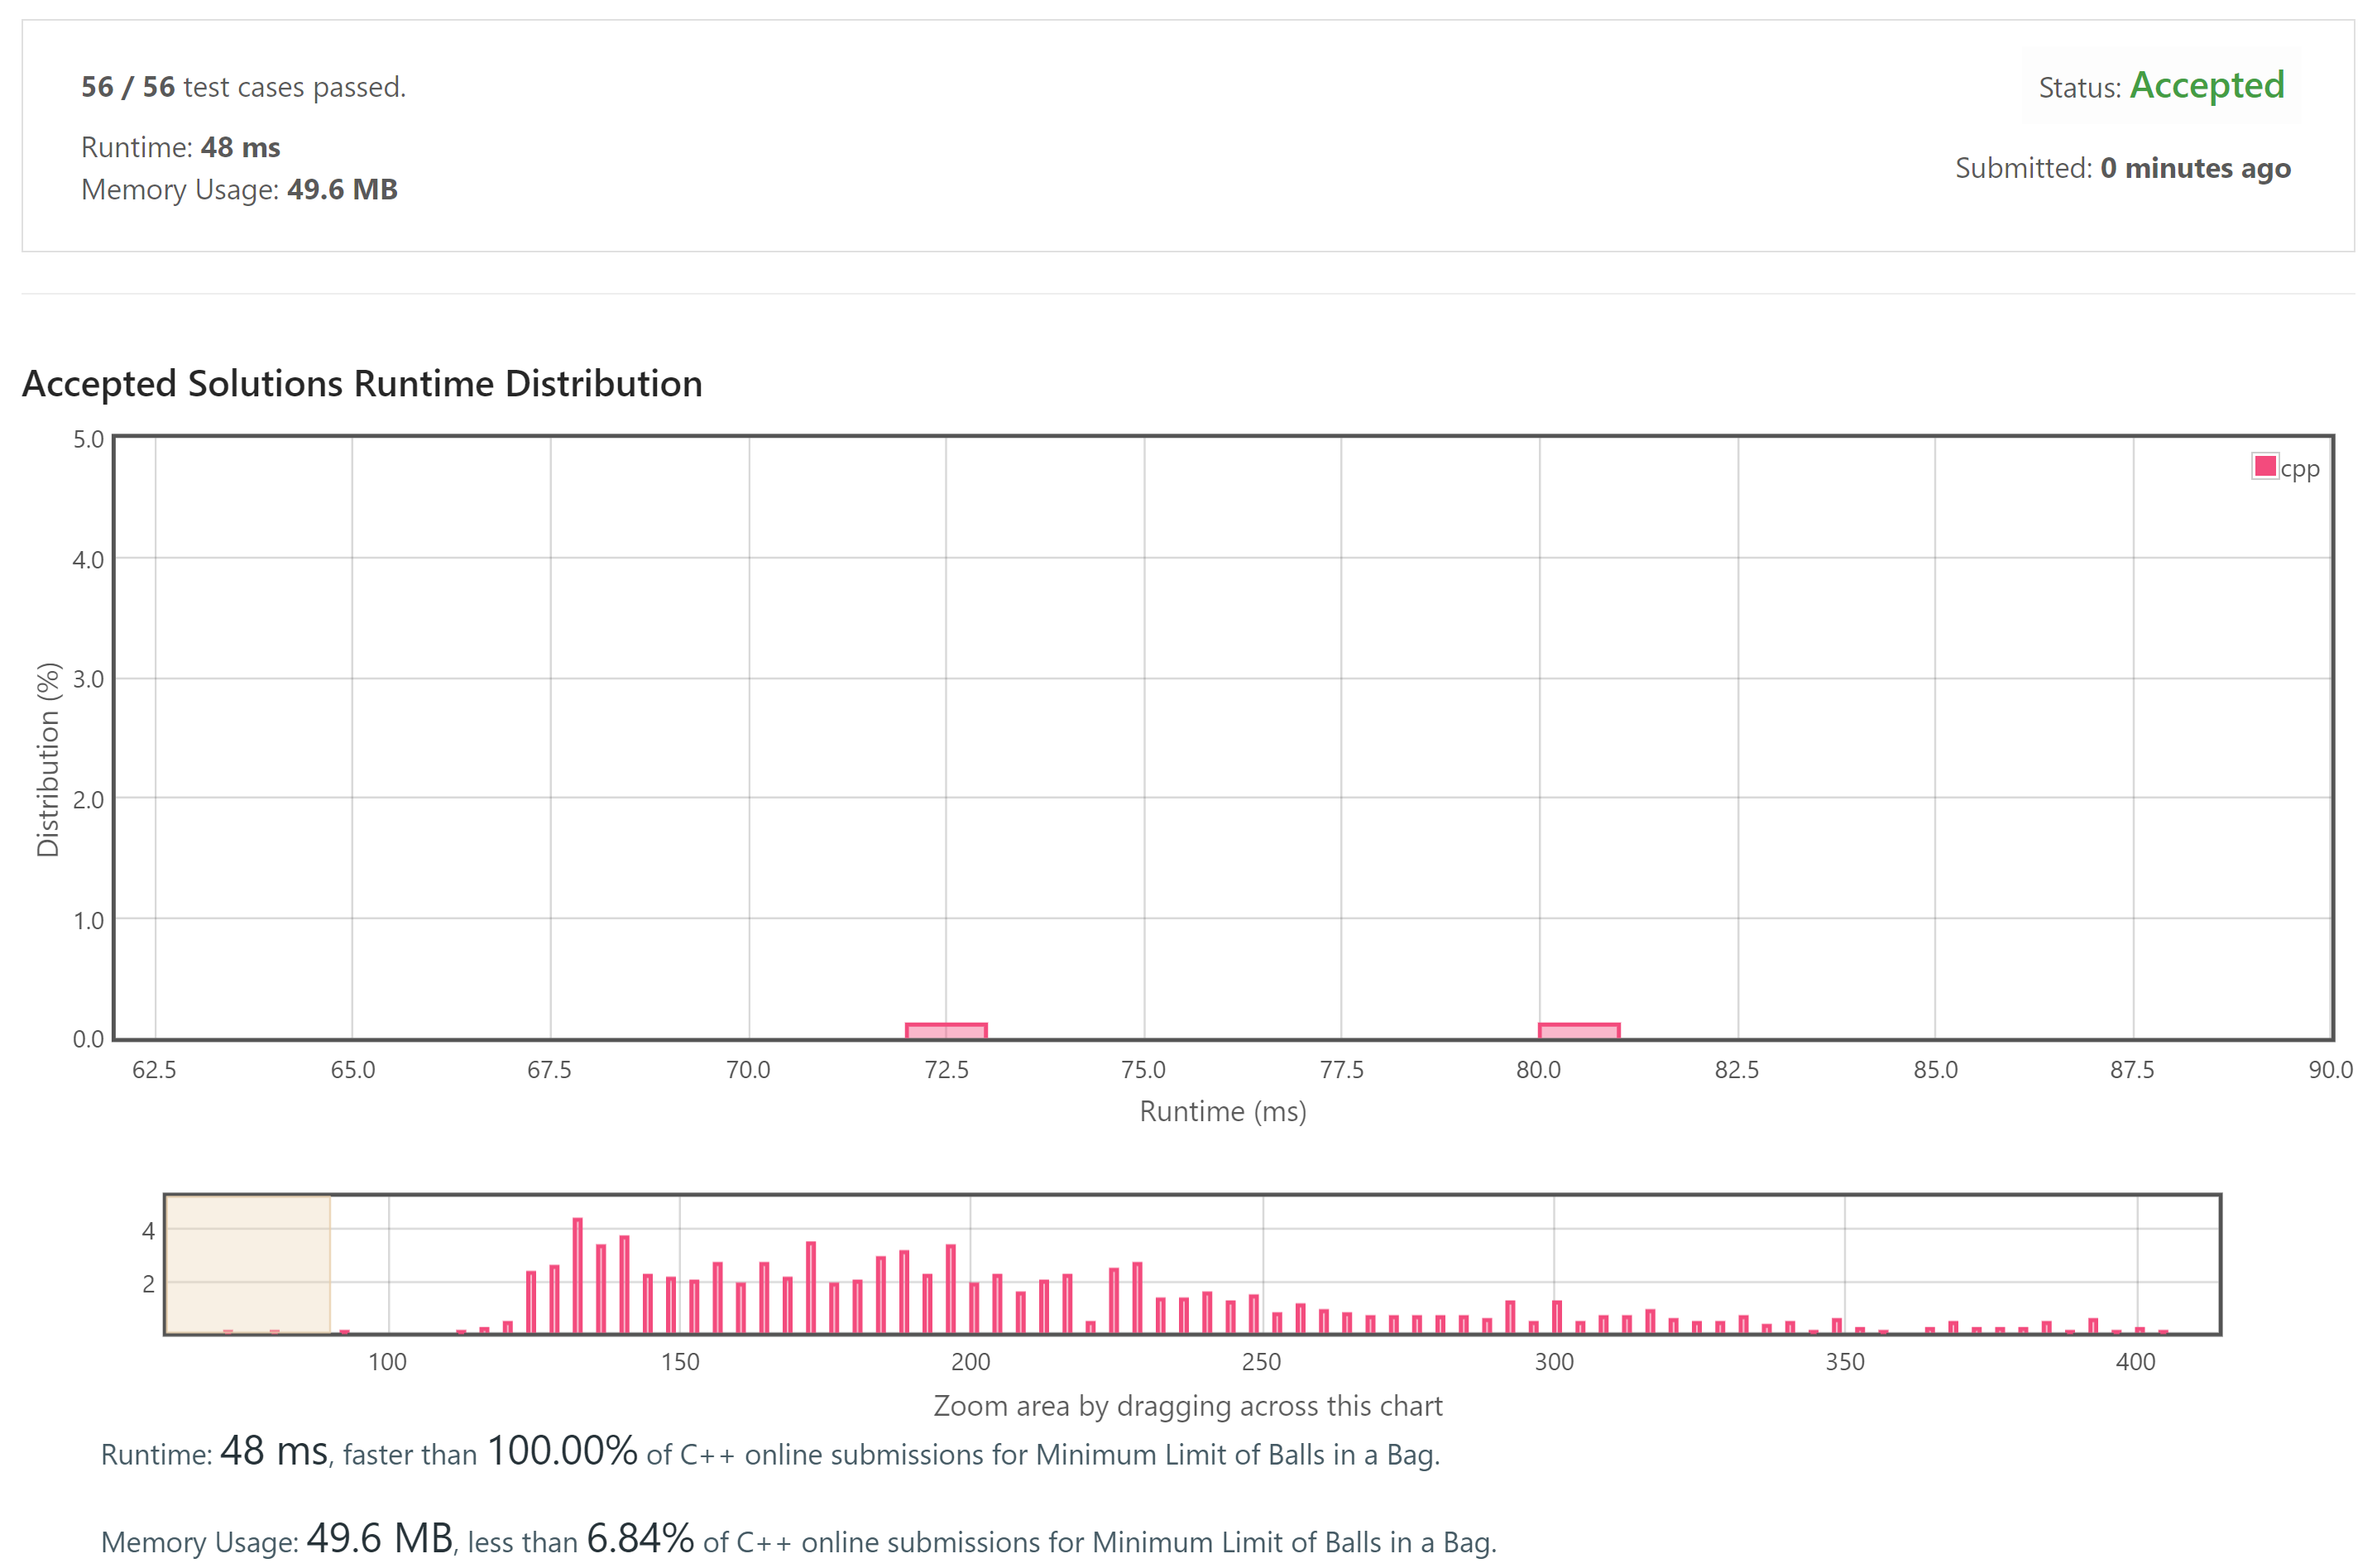 56 / 56 test cases passed.
Status: Accepted
Runtime: 48 ms
Submitted: 0 minutes ago
Memory Usage: 49.6 MB
Accepted Solutions Runtime Distribution
5.0
cpp
4.0
3.0
2.0
1.0
0.0
Distribution (%)
62.5 65.0 67.5 70.0 72.5 75.0 77.5 80.0 82.5 85.0 87.5 90.0
Runtime (ms)
4
2
100 150 200 250 300 350 400
Zoom area by dragging across this chart
Runtime: 48 ms, faster than 100.00% of C++ online submissions for Minimum Limit of Balls in a Bag.
Memory Usage: 49.6 MB, less than 6.84% of C++ online submissions for Minimum Limit of Balls in a Bag.